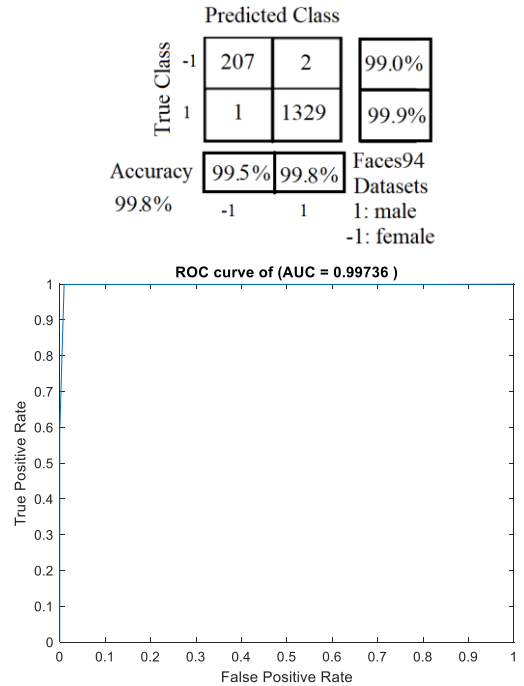 Predicted Class
True Class
-1 207 2 99.0%
1 1 1329 99.9%
Accuracy 99.5% 99.8% Faces94
Datasets
99.8% -1 1 1: male
-1: female
ROC curve of (AUC = 0.99736 )
True Positive Rate
1
0.9
0.8
0.7
0.6
0.5
0.4
0.3
0.2
0.1
0
0 0.1 0.2 0.3 0.4 0.5 0.6 0.7 0.8 0.9 1
False Positive Rate